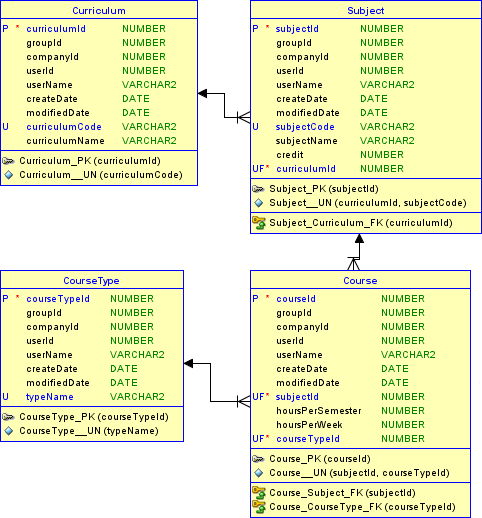 Curriculum
P * curriculumId NUMBER
groupId NUMBER
companyId NUMBER
userId NUMBER
userName VARCHAR2
createDate DATE
modifiedDate DATE
U curriculumCode VARCHAR2
curriculumName VARCHAR2
Curriculum_PK (curriculumId)
Curriculum__UN (curriculumCode)
Subject
P * subjectId NUMBER
groupId NUMBER
companyId NUMBER
userId NUMBER
userName VARCHAR2
createDate DATE
modifiedDate DATE
U subjectCode VARCHAR2
subjectName VARCHAR2
credit NUMBER
UF* curriculumId NUMBER
Subject_PK (subjectId)
Subject__UN (curriculumId, subjectCode)
Subject_Curriculum_FK (curriculumId)
CourseType
P * courseTypeId NUMBER
groupId NUMBER
companyId NUMBER
userId NUMBER
userName VARCHAR2
createDate DATE
modifiedDate DATE
U typeName VARCHAR2
CourseType_PK (courseTypeId)
CourseType__UN (typeName)
Course
P * courseId NUMBER
groupId NUMBER
companyId NUMBER
userId NUMBER
userName VARCHAR2
createDate DATE
modifiedDate DATE
UF* subjectId NUMBER
hoursPerSemester NUMBER
hoursPerWeek NUMBER
UF* courseTypeId NUMBER
Course_PK (courseId)
Course__UN (subjectId, courseTypeId)
Course_Subject_FK (subjectId)
Course_CourseType_FK (courseTypeId)